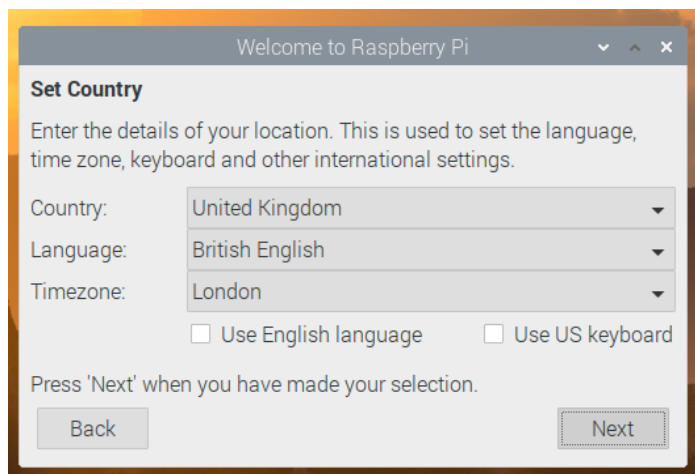 Welcome to Raspberry Pi
Set Country
Enter the details of your location. This is used to set the language,
time zone, keyboard and other international settings.
Country: United Kingdom
Language: British English
Timezone: London
Use English language Use US keyboard
Press 'Next' when you have made your selection.
Back Next